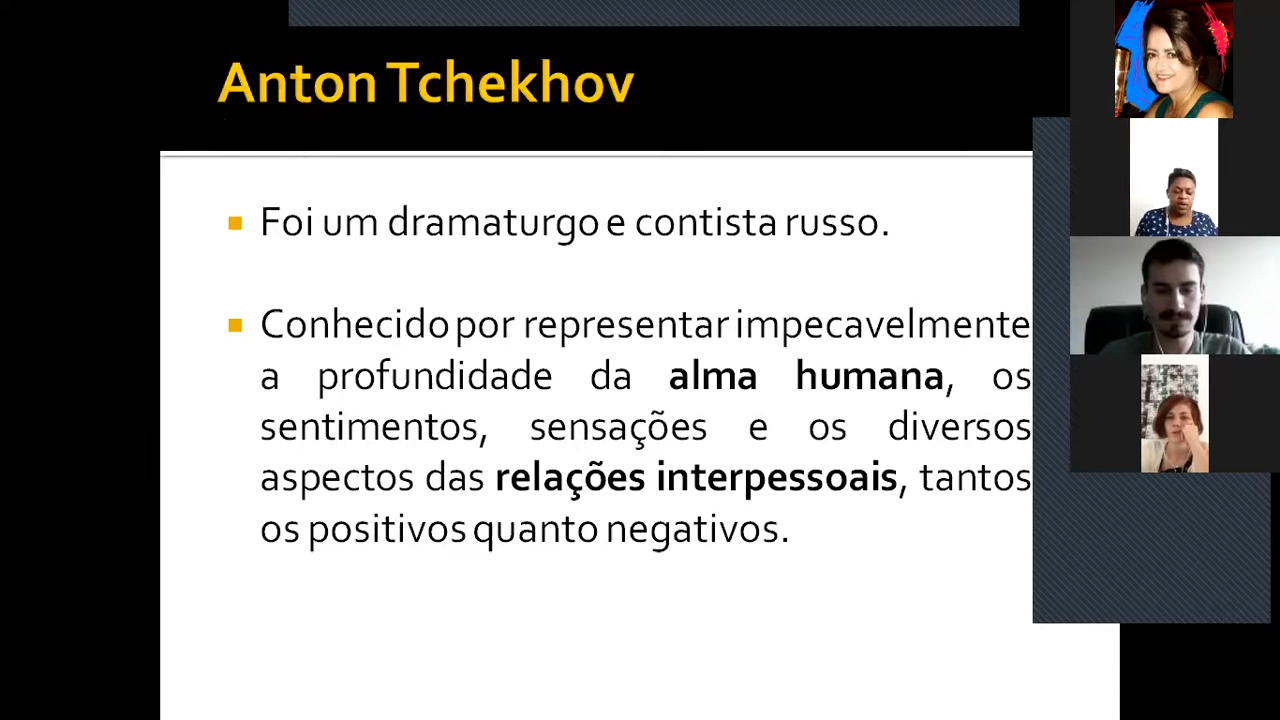 Anton Tchekhov
Foi um dramaturgo e contista russo.
Conhecido por representar impecavelmente
a profundidade da alma humana, os
sentimentos, sensações e os diversos
aspectos das relações interpessoais, tantos
os positivos quanto negativos.